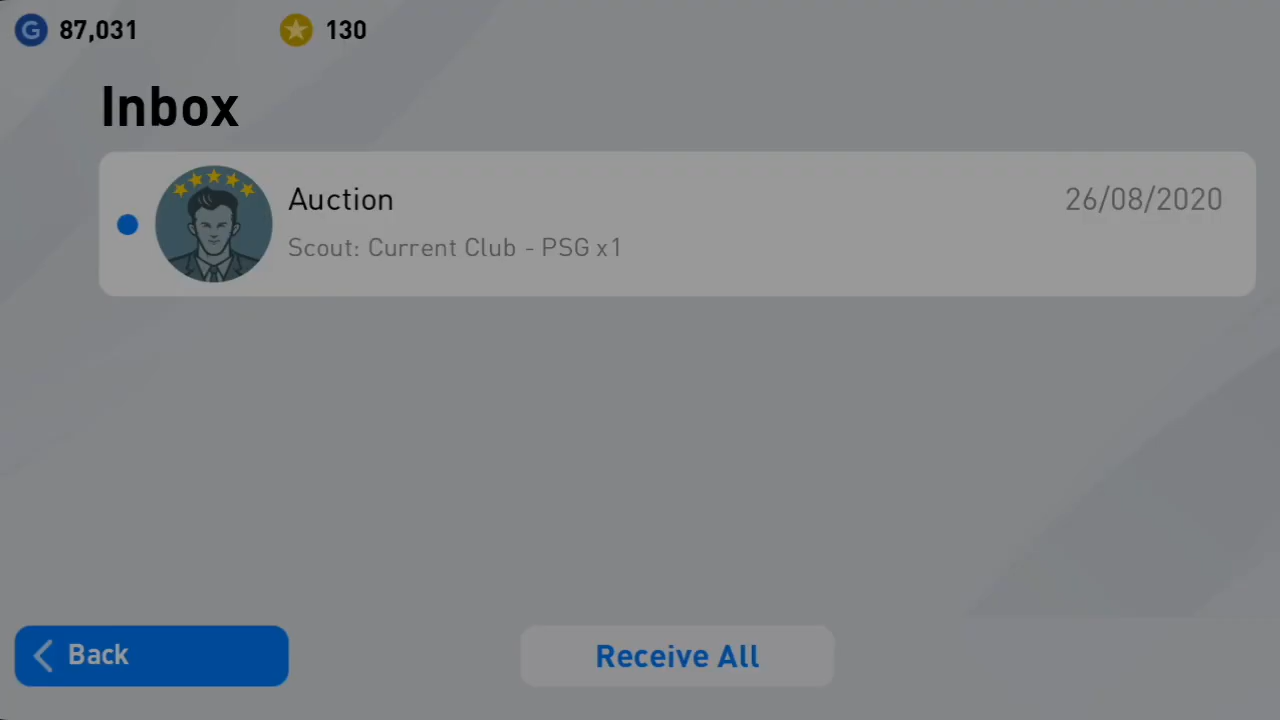 G 87,031
130
Inbox
Auction
26/08/2020
Scout: Current Club - PSG x1
Back
Receive All